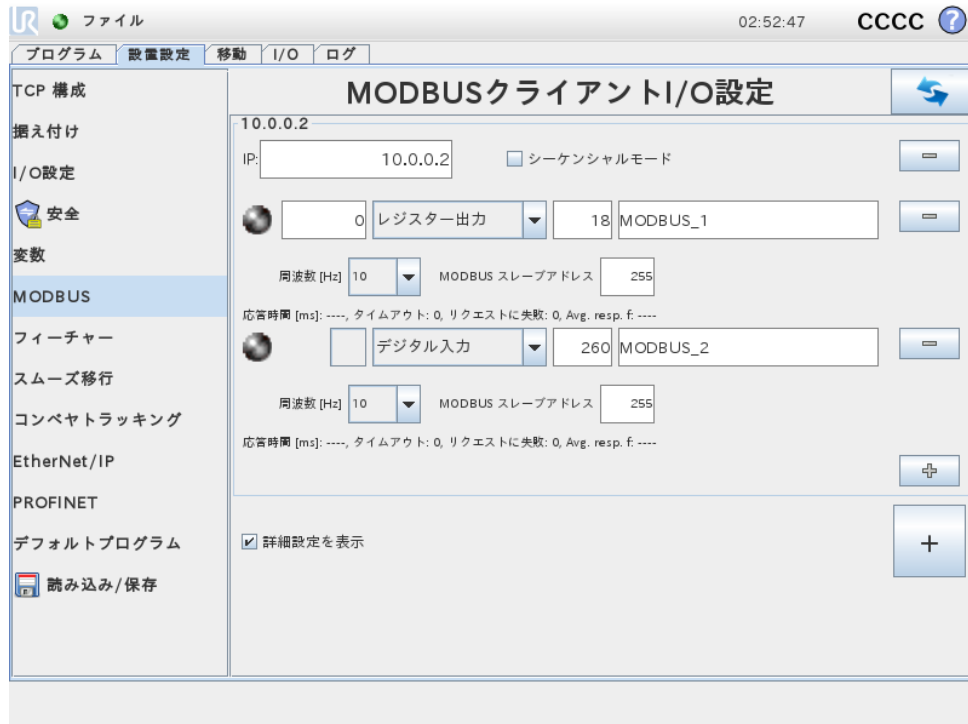 UR ファイル 02:52:47 CCCC ?
プログラム 設置設定 移動 I/O ログ
TCP 構成
据え付け
I/O設定
安全
変数
MODBUS
フィーチャー
スムーズ移行
コンベヤトラッキング
EtherNet/IP
PROFINET
デフォルトプログラム
読み込み/保存
MODBUSクライアントI/O設定
10.0.0.2
IP: 10.0.0.2 シーケンシャルモード
0 レジスター出力 18 MODBUS_1
周波数 [Hz] 10 MODBUS スレーブアドレス 255
応答時間 [ms]: ----, タイムアウト: 0, リクエストに失敗: 0, Avg. resp. f: ----
デジタル入力 260 MODBUS_2
周波数 [Hz] 10 MODBUS スレーブアドレス 255
応答時間 [ms]: ----, タイムアウト: 0, リクエストに失敗: 0, Avg. resp. f: ----
詳細設定を表示